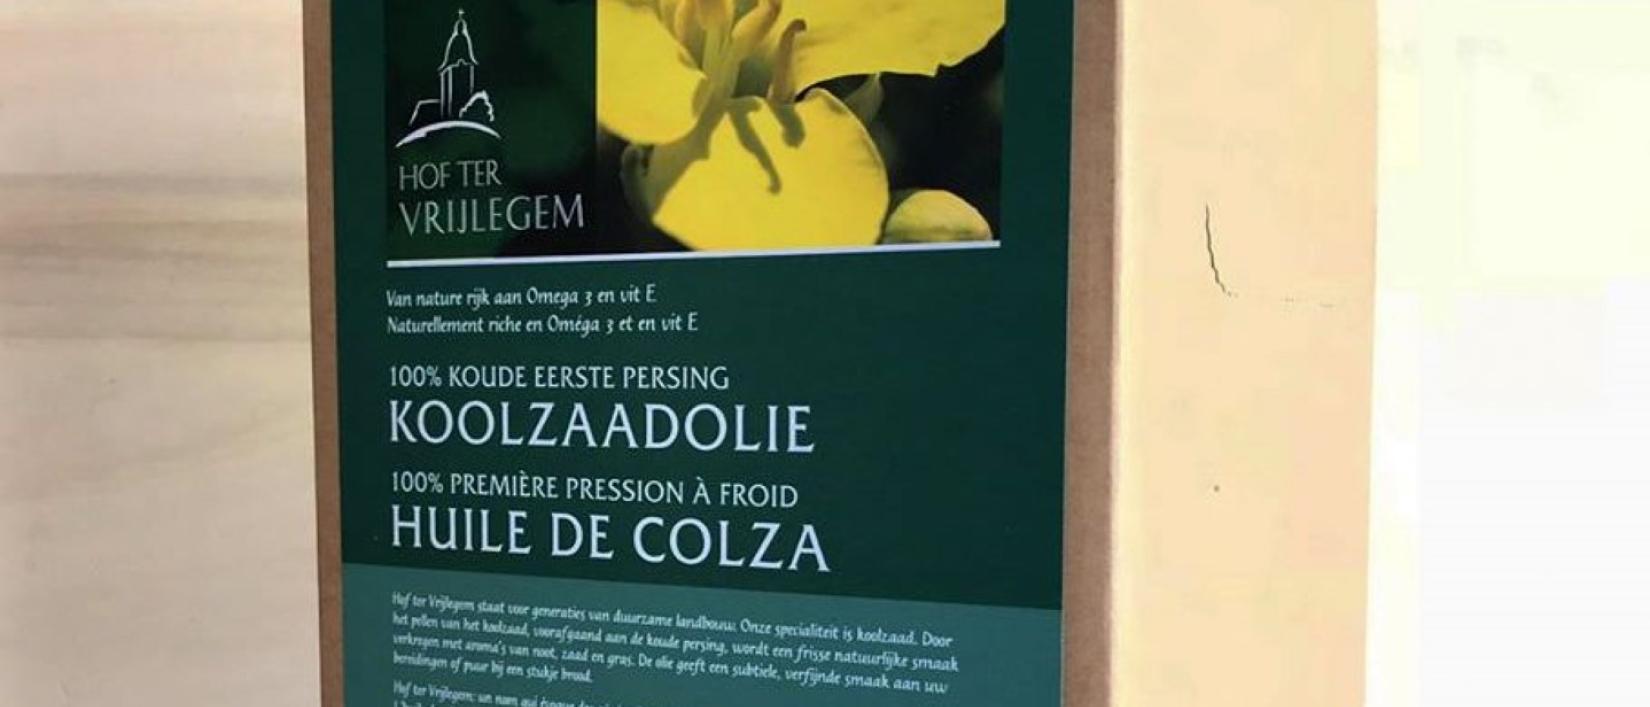 HOF TER
VRIJLEGEM
Van nature rijk aan Omega 3 en vit E
Naturellement riche en Oméga 3 et en vit E
100% KOUDE EERSTE PERSING
KOOLZAADOLIE
100% PREMIÈRE PRESSION À FROID
HUILE DE COLZA
Hof ter Vrijlegem staat voor generaties van duurzame landbouw. Onze specialiteit is koolzaad. Door
het pellen van het koolzaad, voorafgaand aan de koude persing, wordt een frisse natuurlijke smaak
verkregen met aroma's van noot, zaad en gras. De olie geeft een subtiele, verfijnde smaak aan uw
bereidingen of puur bij een stukje brood.
Hof ter Vrijlegem: un nom qui évoque